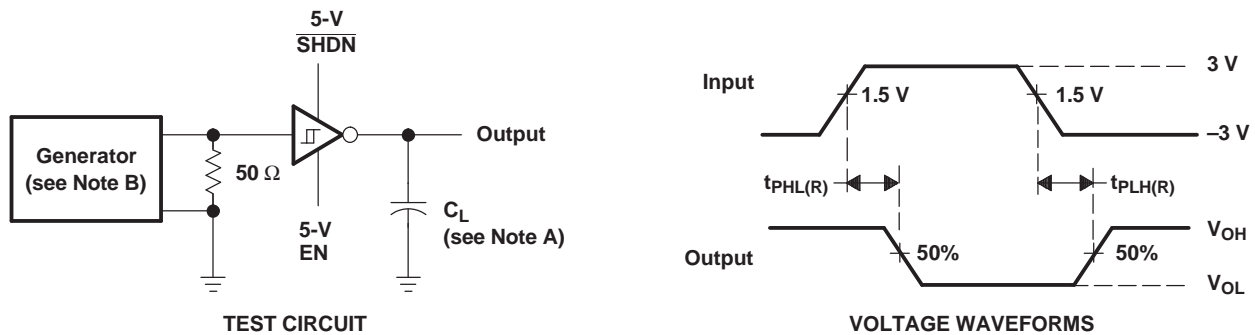 5-V
SHDN
Generator
(see Note B)
50 Ω
5-V
EN
Output
CL
(see Note A)
TEST CIRCUIT
Input
1.5 V
1.5 V
3 V
–3 V
tPHL(R)
tPLH(R)
Output
50%
50%
VOH
VOL
VOLTAGE WAVEFORMS